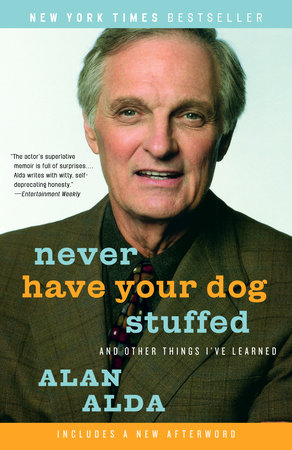 NEW YORK TIMES BESTSELLER
"The actor's superlative
memoir is full of surprises....
Alda writes with witty, self-
deprecating honesty."
—Entertainment Weekly
never
have your dog
stuffed
AND OTHER THINGS I'VE LEARNED
ALAN
ALDA
INCLUDES A NEW AFTERWORD